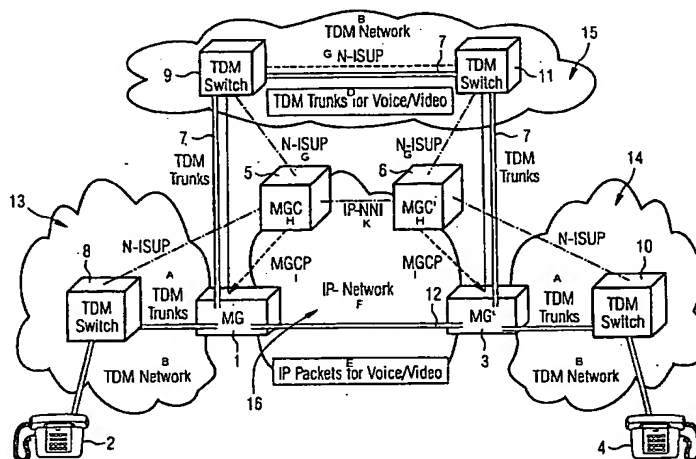 B
TDM Network
G N-ISUP
7
15
9
TDM
Switch
TDM
Switch
11
D
TDM Trunks for Voice/Video
7
TDM
Trunks
N-ISUP
G
N-ISUP
G
7
TDM
Trunks
5
6
13
14
MGC
H
IP-NNI
K
MGC'
H
N-ISUP
N-ISUP
8
10
MGCP
I
MGCP
I
A
TDM
Trunks
A
TDM
Trunks
TDM
Switch
TDM
Switch
IP- Network
F
MG
1
12
MG'
3
B
TDM Network
16
E
IP Packets for Voice/Video
B
TDM Network
2
4